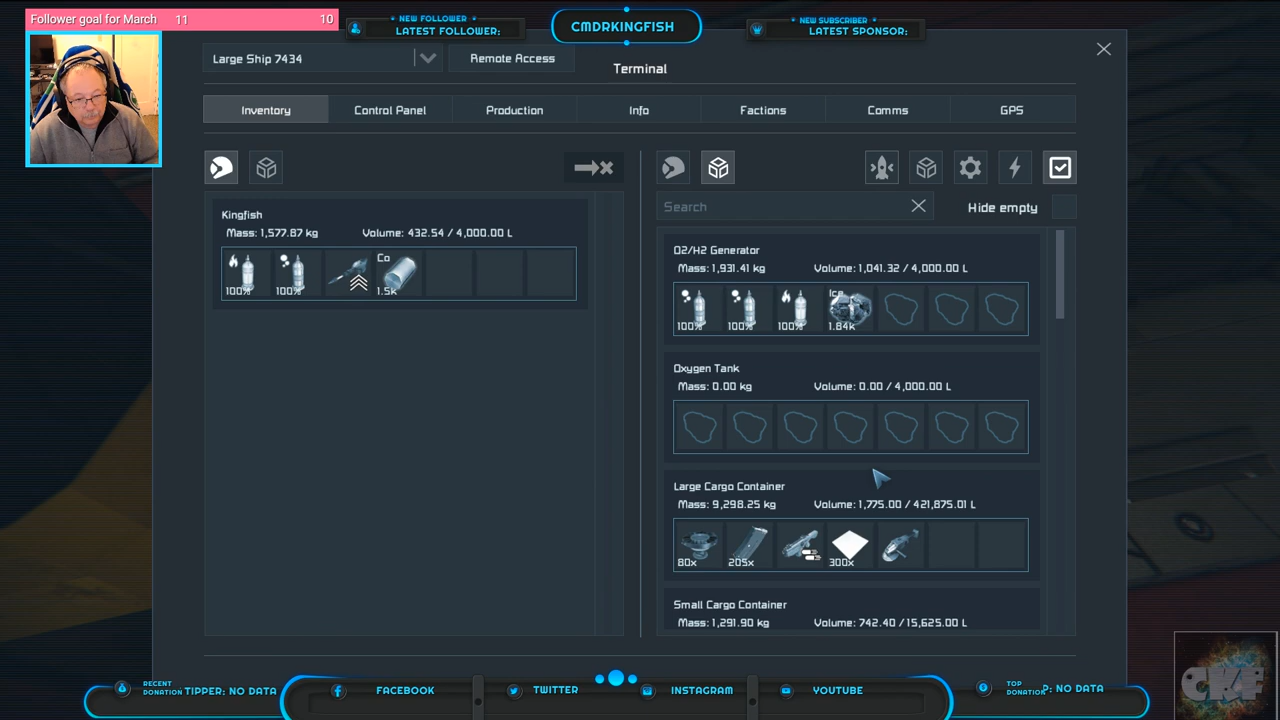 Follower goal for March 11 10
NEW FOLLOWER
LATEST FOLLOWER:
CMDRKINGFISH
NEW SUBSCRIBER
LATEST SPONSOR:
Large Ship 7434
Remote Access
Terminal
Inventory
Control Panel
Production
Info
Factions
Comms
GPS
Search
Hide empty
Kingfish
Mass: 1,577.87 kg Volume: 432.54 / 4,000.00 L
Co
100% 100% 1.5k
O2/H2 Generator
Mass: 1,931.41 kg Volume: 1,041.32 / 4,000.00 L
Ice
100% 100% 100% 1.84k
Oxygen Tank
Mass: 0.00 kg Volume: 0.00 / 4,000.00 L
Large Cargo Container
Mass: 9,298.25 kg Volume: 1,775.00 / 421,875.01 L
80x 205x 300x
Small Cargo Container
Mass: 1,291.90 kg Volume: 742.40 / 15,625.00 L
RECENT
DONATION TIPPER: NO DATA
FACEBOOK
TWITTER
INSTAGRAM
YOUTUBE
TOP
DONATION P: NO DATA
CKF